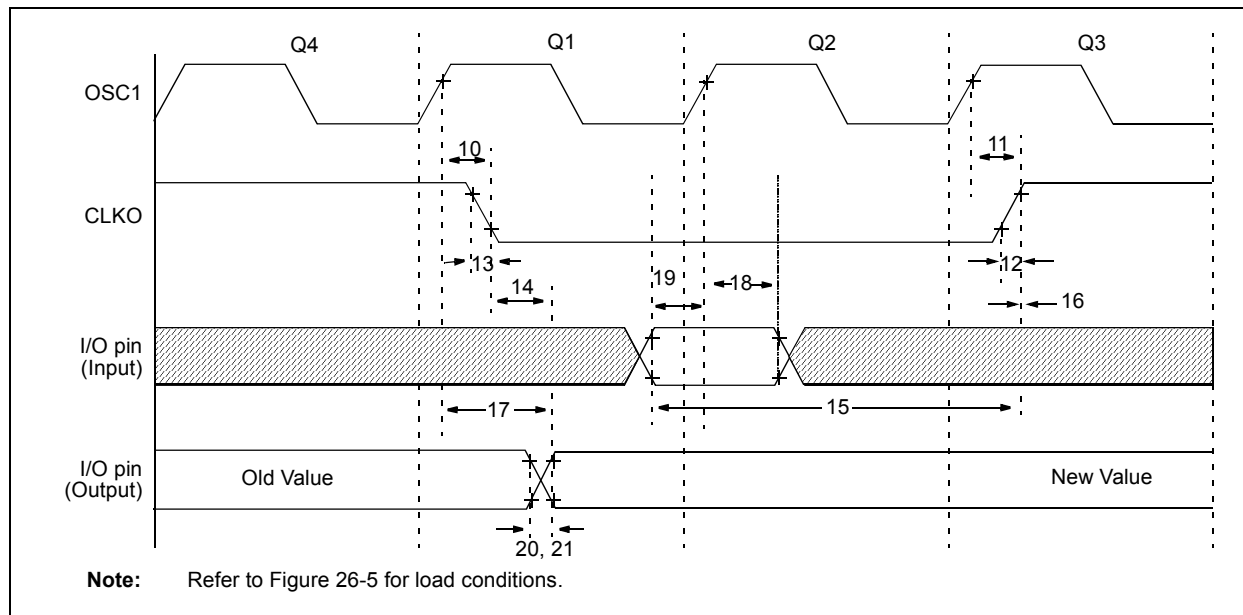 Q4 Q1 Q2 Q3
OSC1
10 11
CLKO
13 19 18 12
14 16
I/O pin
(Input)
17 15
I/O pin
(Output)
Old Value New Value
20, 21
Note: Refer to Figure 26-5 for load conditions.